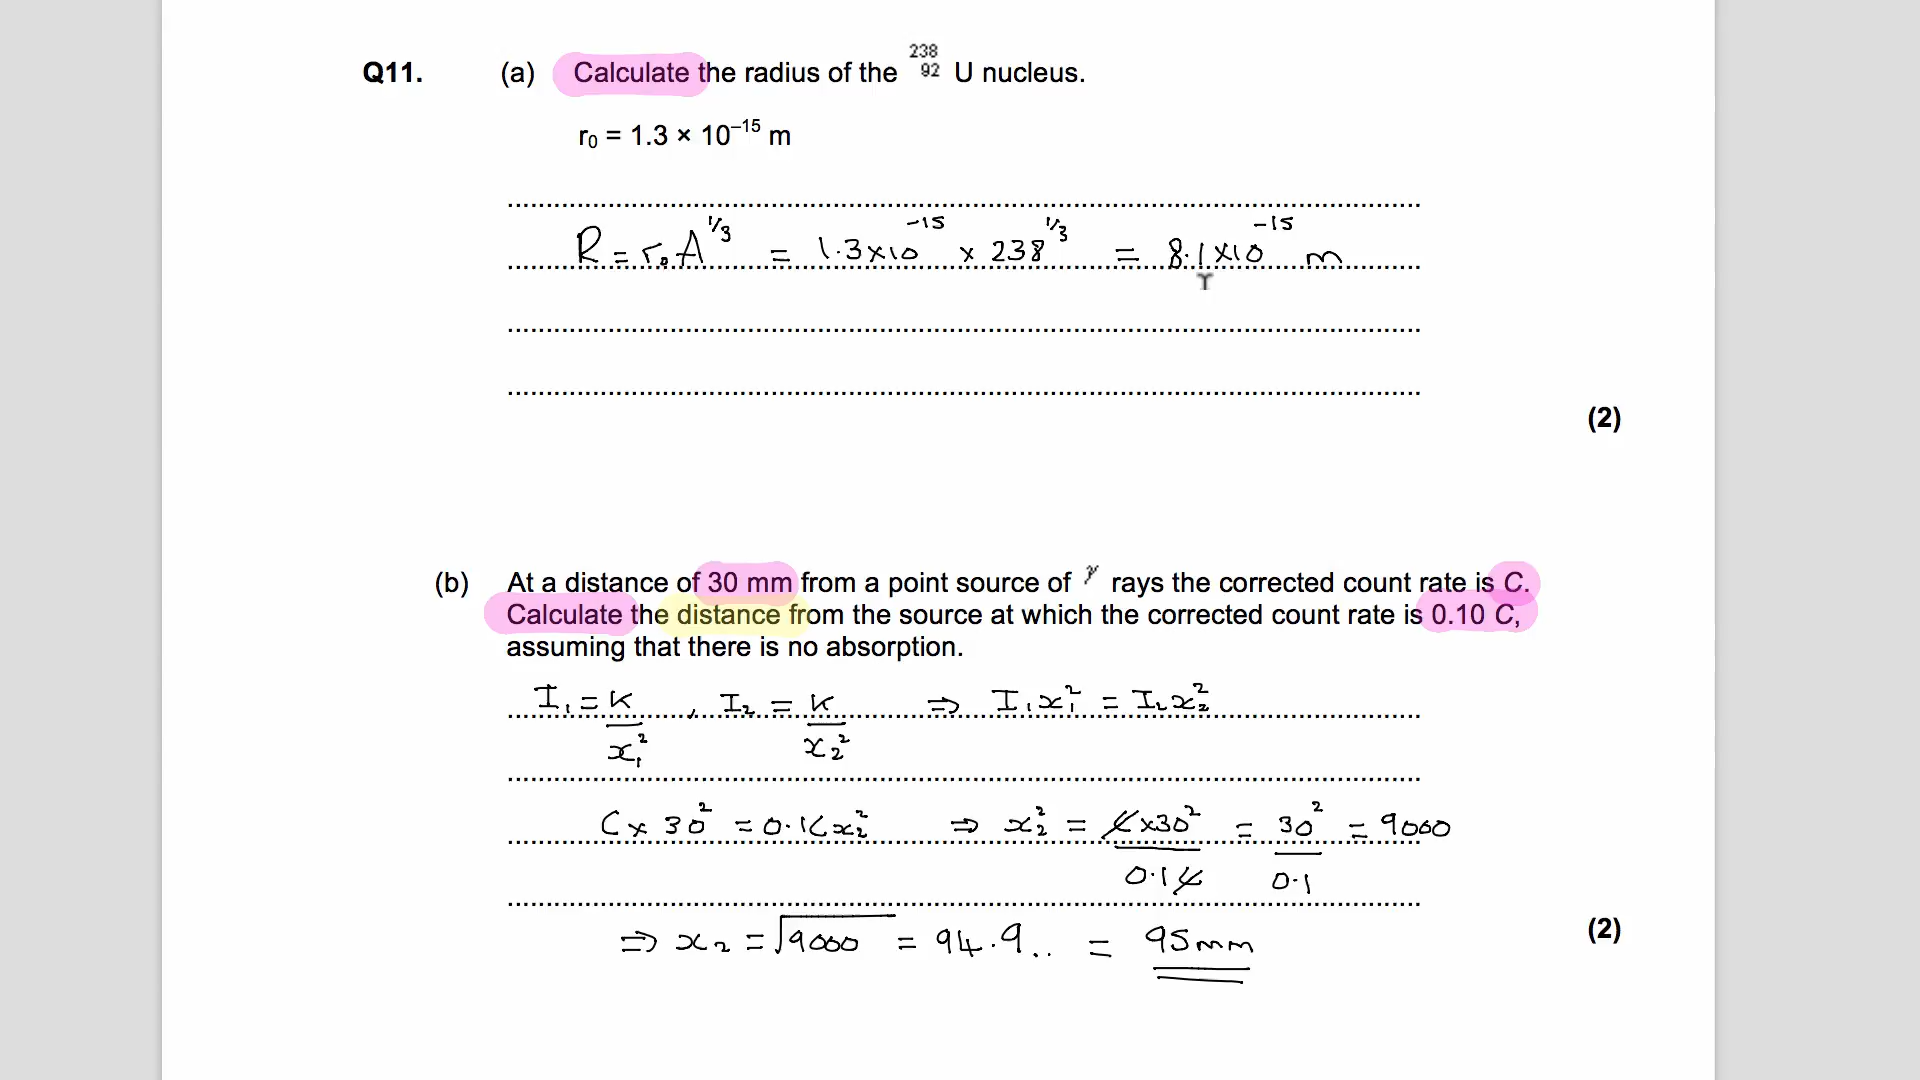 Q11. (a) Calculate the radius of the ²³⁸₉₂ U nucleus.
r₀ = 1.3 × 10⁻¹⁵ m
R = r₀A^1/3 = 1.3×10⁻¹⁵ × 238^1/3 = 8.1×10⁻¹⁵ m
(2)
(b) At a distance of 30 mm from a point source of γ rays the corrected count rate is C.
Calculate the distance from the source at which the corrected count rate is 0.10 C,
assuming that there is no absorption.
I₁ = K/x₁² , I₂ = K/x₂² ⇒ I₁x₁² = I₂x₂²
C × 30² = 0.1Cx₂² ⇒ x₂² = C×30²/0.1C = 30²/0.1 = 9000
(2)
⇒ x₂ = √9000 = 94.9.. = 95mm